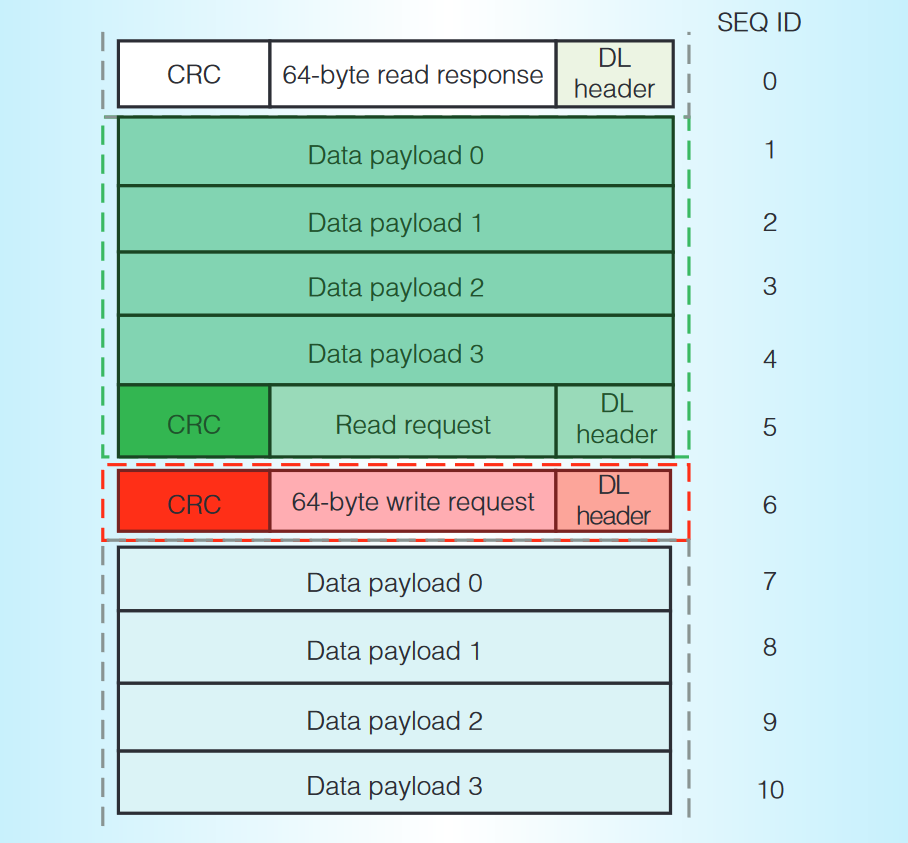 SEQ ID
CRC 64-byte read response DL header 0
Data payload 0 1
Data payload 1 2
Data payload 2 3
Data payload 3 4
CRC Read request DL header 5
CRC 64-byte write request DL header 6
Data payload 0 7
Data payload 1 8
Data payload 2 9
Data payload 3 10